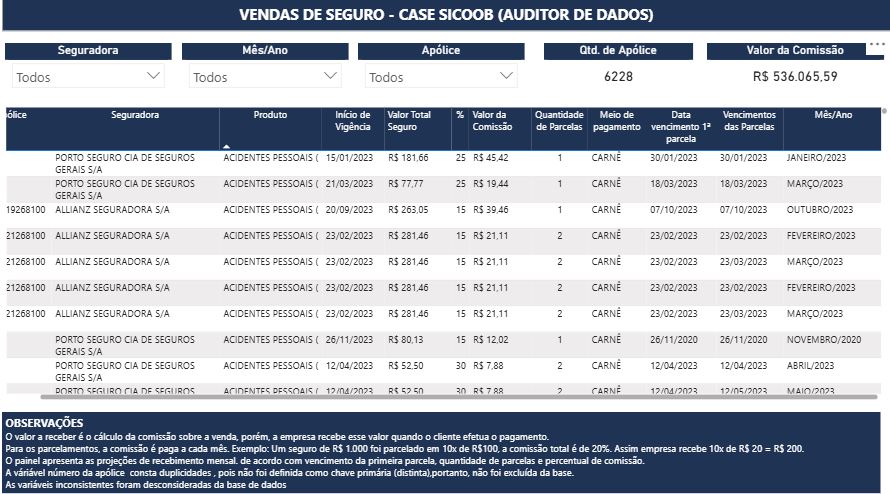 VENDAS DE SEGURO - CASE SICOOB (AUDITOR DE DADOS)
Seguradora Mês/Ano Apólice Qtd. de Apólice Valor da Comissão
Todos Todos Todos 6228 R$ 536.065,59
ólice Seguradora Produto Início de Vigência Valor Total Seguro % Valor da Comissão Quantidade de Parcelas Meio de pagamento Data vencimento 1ª parcela Vencimentos das Parcelas Mês/Ano
PORTO SEGURO CIA DE SEGUROS GERAIS S/A ACIDENTES PESSOAIS ( 15/01/2023 R$ 181,66 25 R$ 45,42 1 CARNÊ 30/01/2023 30/01/2023 JANEIRO/2023
PORTO SEGURO CIA DE SEGUROS GERAIS S/A ACIDENTES PESSOAIS ( 21/03/2023 R$ 77,77 25 R$ 19,44 1 CARNÊ 18/03/2023 18/03/2023 MARÇO/2023
19268100 ALLIANZ SEGURADORA S/A ACIDENTES PESSOAIS ( 20/09/2023 R$ 263,05 15 R$ 39,46 1 CARNÊ 07/10/2023 07/10/2023 OUTUBRO/2023
21268100 ALLIANZ SEGURADORA S/A ACIDENTES PESSOAIS ( 23/02/2023 R$ 281,46 15 R$ 21,11 2 CARNÊ 23/02/2023 23/02/2023 FEVEREIRO/2023
21268100 ALLIANZ SEGURADORA S/A ACIDENTES PESSOAIS ( 23/02/2023 R$ 281,46 15 R$ 21,11 2 CARNÊ 23/02/2023 23/03/2023 MARÇO/2023
21268100 ALLIANZ SEGURADORA S/A ACIDENTES PESSOAIS ( 23/02/2023 R$ 281,46 15 R$ 21,11 2 CARNÊ 23/02/2023 23/02/2023 FEVEREIRO/2023
21268100 ALLIANZ SEGURADORA S/A ACIDENTES PESSOAIS ( 23/02/2023 R$ 281,46 15 R$ 21,11 2 CARNÊ 23/02/2023 23/03/2023 MARÇO/2023
PORTO SEGURO CIA DE SEGUROS GERAIS S/A ACIDENTES PESSOAIS ( 26/11/2023 R$ 80,13 15 R$ 12,02 1 CARNÊ 26/11/2020 26/11/2020 NOVEMBRO/2020
PORTO SEGURO CIA DE SEGUROS GERAIS S/A ACIDENTES PESSOAIS ( 12/04/2023 R$ 52,50 30 R$ 7,88 2 CARNÊ 12/04/2023 12/04/2023 ABRIL/2023
PORTO SEGURO CIA DE SEGUROS ACIDENTES PESSOAIS ( 12/04/2023 R$ 52,50 30 R$ 7,88 2 CARNÊ 12/04/2023 12/05/2023 MAIO/2023
OBSERVAÇÕES
O valor a receber é o cálculo da comissão sobre a venda, porém, a empresa recebe esse valor quando o cliente efetua o pagamento.
Para os parcelamentos, a comissão é paga a cada mês. Exemplo: Um seguro de R$ 1.000 foi parcelado em 10x de R$100, a comissão total é de 20%. Assim empresa recebe 10x de R$ 20 = R$ 200.
O painel apresenta as projeções de recebimento mensal. de acordo com vencimento da primeira parcela, quantidade de parcelas e percentual de comissão.
A váriável número da apólice consta duplicidades , pois não foi definida como chave primária (distinta).portanto, não foi excluída da base.
As variáveis inconsistentes foram desconsideradas da base de dados